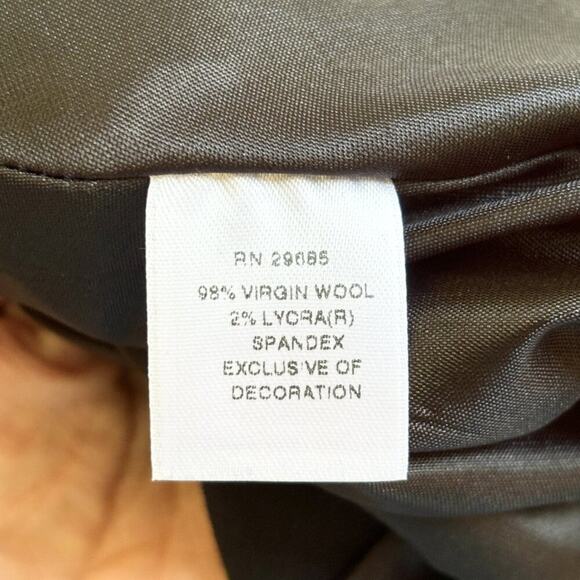 RN 29685
98% VIRGIN WOOL
2% LYCRA(R)
SPANDEX
EXCLUSIVE OF
DECORATION